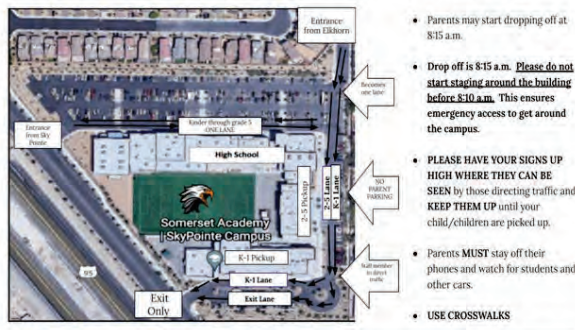 Entrance
from Elkhorn
Becomes
one lane
Kinder through grade 5
ONE LANE
Entrance
from Sky
Pointe
High School
2-5 Pickup
2-5 Lane
K-1 Lane
NO
PARENT
PARKING
Somerset Academy
| SkyPointe Campus
K-1 Pickup
K-1 Lane
Exit Lane
Staff member
to direct
traffic
Exit
Only
95
• Parents may start dropping off at
8:15 a.m.
• Drop off is 8:15 a.m. Please do not
start staging around the building
before 8:10 a.m. This ensures
emergency access to get around
the campus.
• PLEASE HAVE YOUR SIGNS UP
HIGH WHERE THEY CAN BE
SEEN by those directing traffic and
KEEP THEM UP until your
child/children are picked up.
• Parents MUST stay off their
phones and watch for students and
other cars.
• USE CROSSWALKS